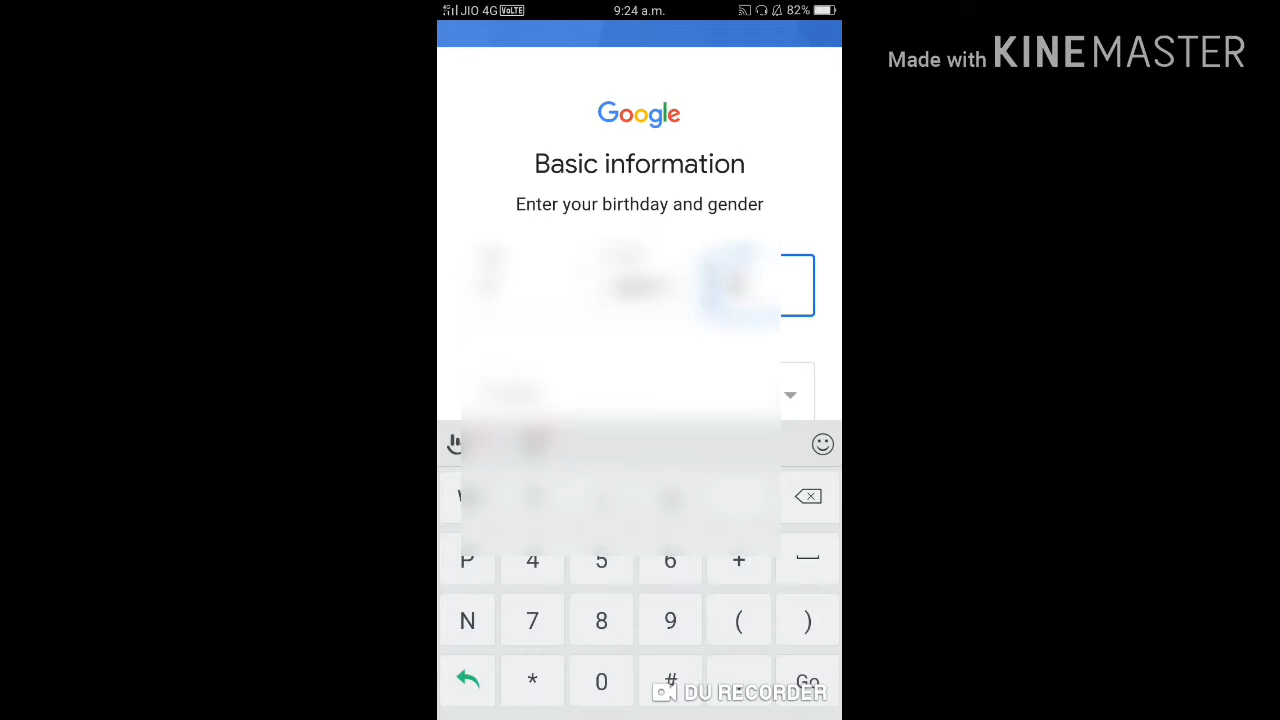 JIO 4G VoLTE 9:24 a.m. 82%
Made with KINEMASTER
Google
Basic information
Enter your birthday and gender
P 4 5 6 +
N 7 8 9 ( )
* 0 # . Go
DU RECORDER